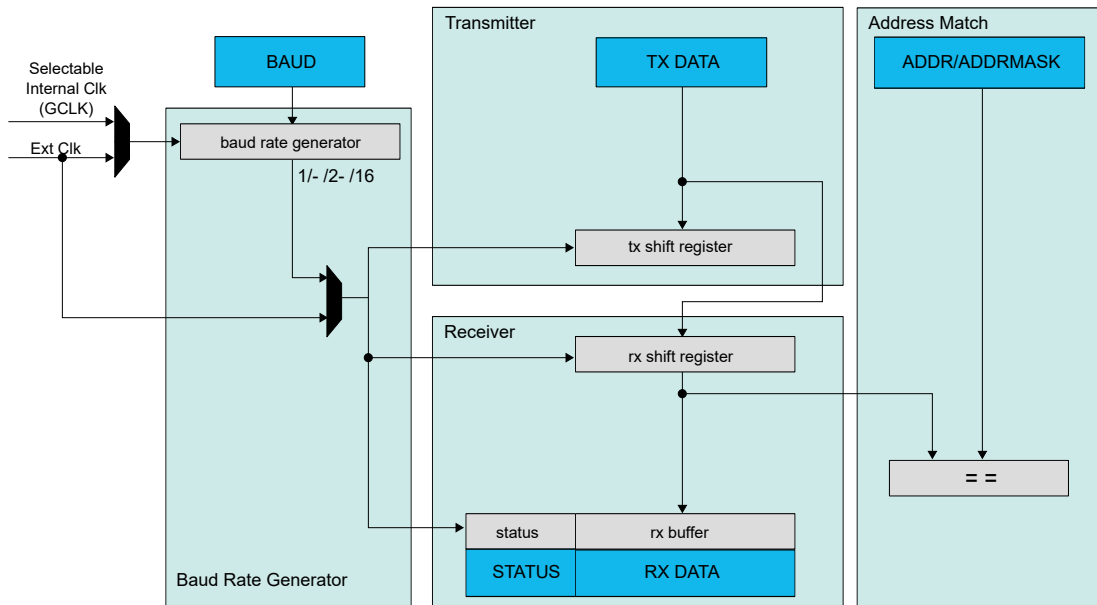 Transmitter
Address Match
BAUD
TX DATA
ADDR/ADDRMASK
Selectable
Internal Clk
(GCLK)
Ext Clk
baud rate generator
1/- /2- /16
tx shift register
Receiver
rx shift register
= =
status
rx buffer
STATUS
RX DATA
Baud Rate Generator